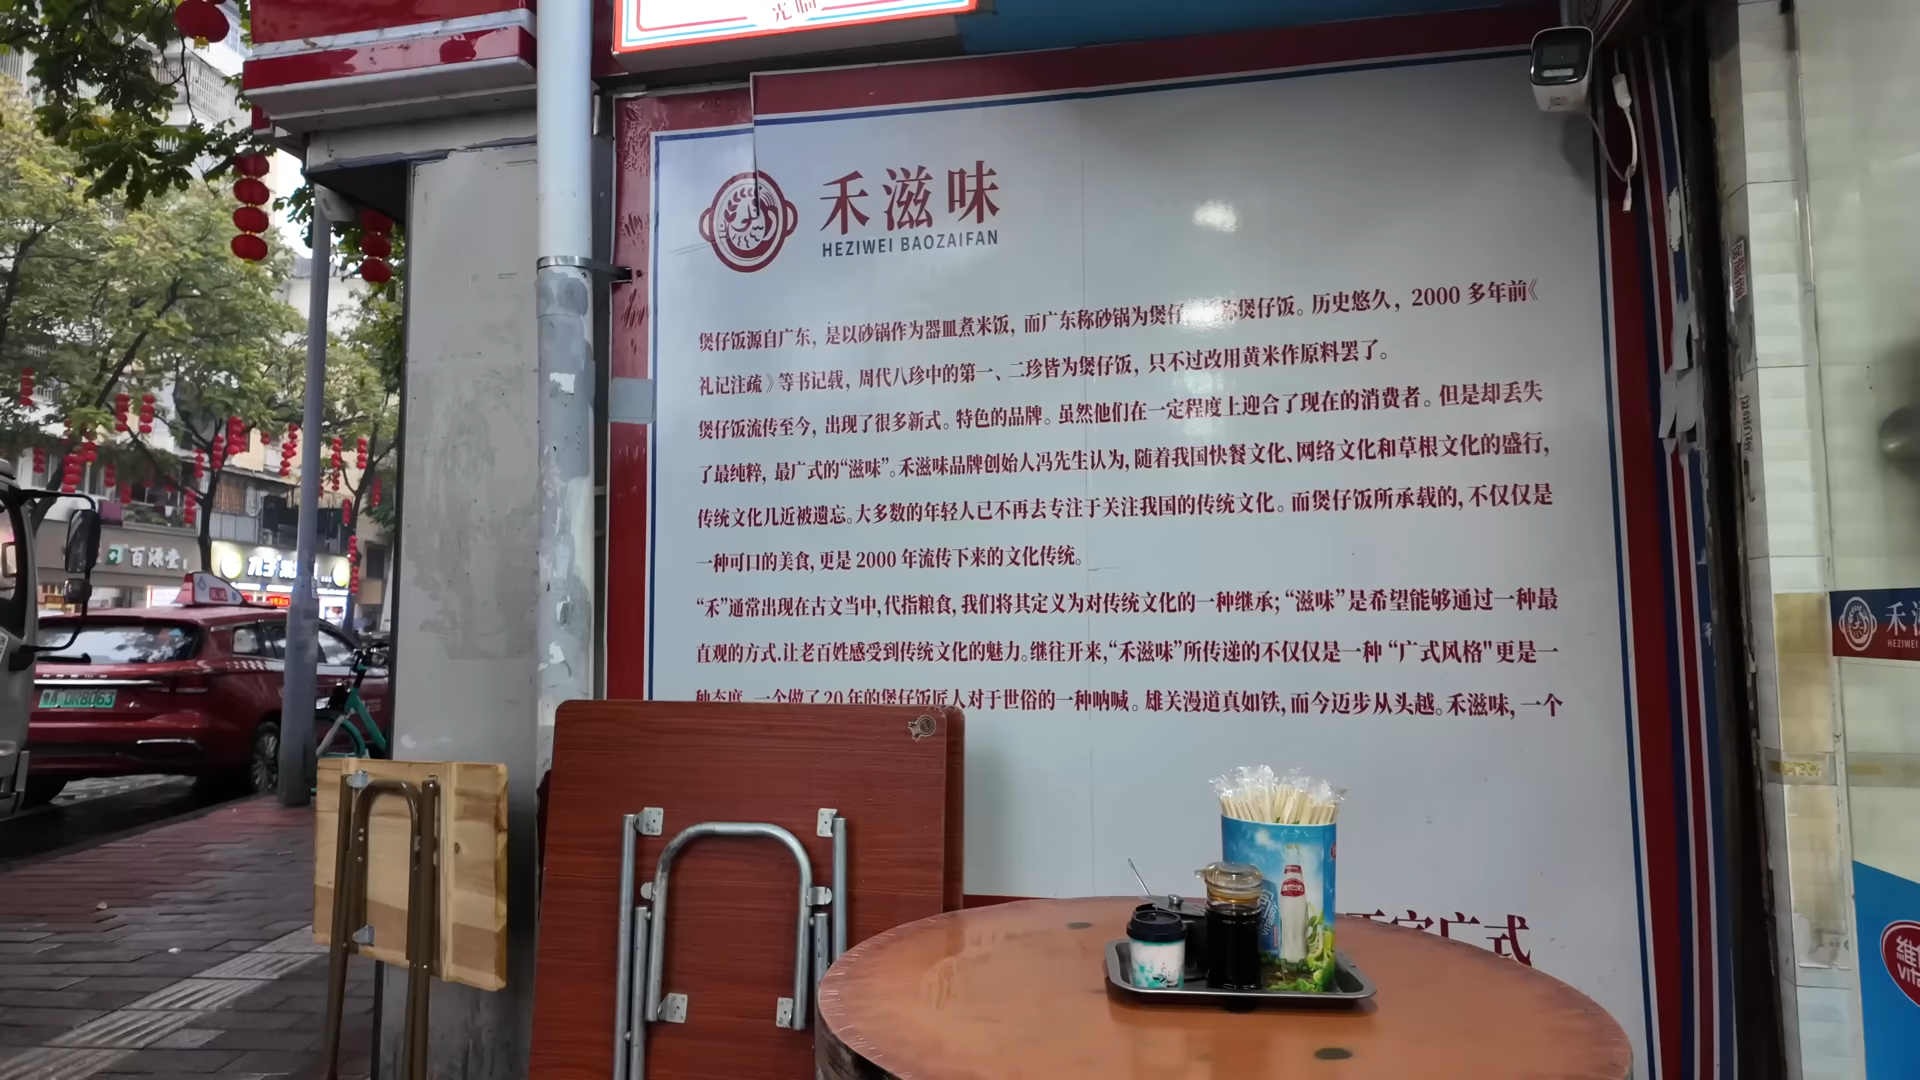 光临
禾滋味
HEZIWEI BAOZAIFAN
煲仔饭源自广东，是以砂锅作为器皿煮米饭，而广东称砂锅为煲仔 称煲仔饭。历史悠久，2000 多年前《
礼记注疏》等书记载，周代八珍中的第一、二珍皆为煲仔饭，只不过改用黄米作原料罢了。
煲仔饭流传至今，出现了很多新式。特色的品牌。虽然他们在一定程度上迎合了现在的消费者。但是却丢失
了最纯粹，最广式的“滋味”。禾滋味品牌创始人冯先生认为，随着我国快餐文化、网络文化和草根文化的盛行，
传统文化几近被遗忘。大多数的年轻人已不再去专注于关注我国的传统文化。而煲仔饭所承载的，不仅仅是
一种可口的美食，更是 2000 年流传下来的文化传统。
“禾”通常出现在古文当中，代指粮食，我们将其定义为对传统文化的一种继承；“滋味”是希望能够通过一种最
直观的方式.让老百姓感受到传统文化的魅力。继往开来，“禾滋味”所传递的不仅仅是一种 “广式风格"更是一
种态度，一个做了 20 年的煲仔饭匠人对于世俗的一种呐喊。雄关漫道真如铁，而今迈步从头越。禾滋味，一个
广式
百源堂
粤A DR8063
禾滋
HEZIWEI
維
VIT